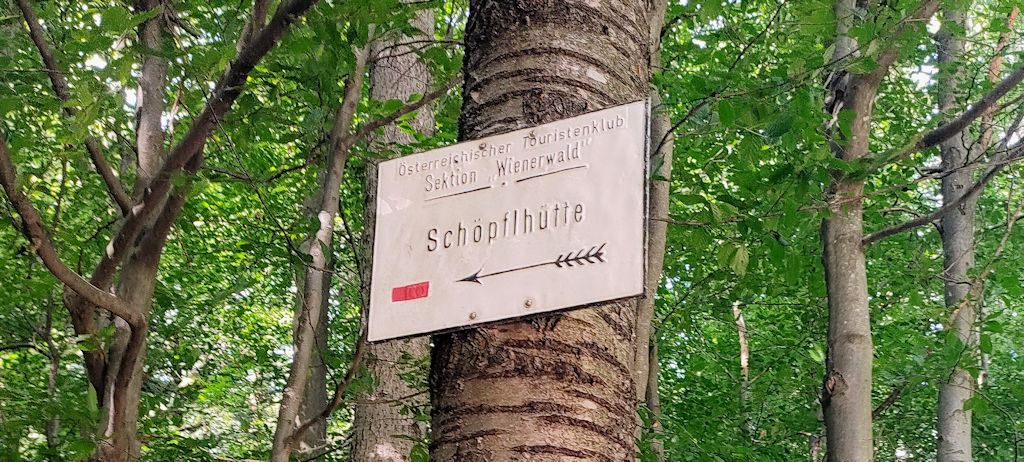 Österreichischer Touristenklub
Sektion „Wienerwald"
Schöpflhütte